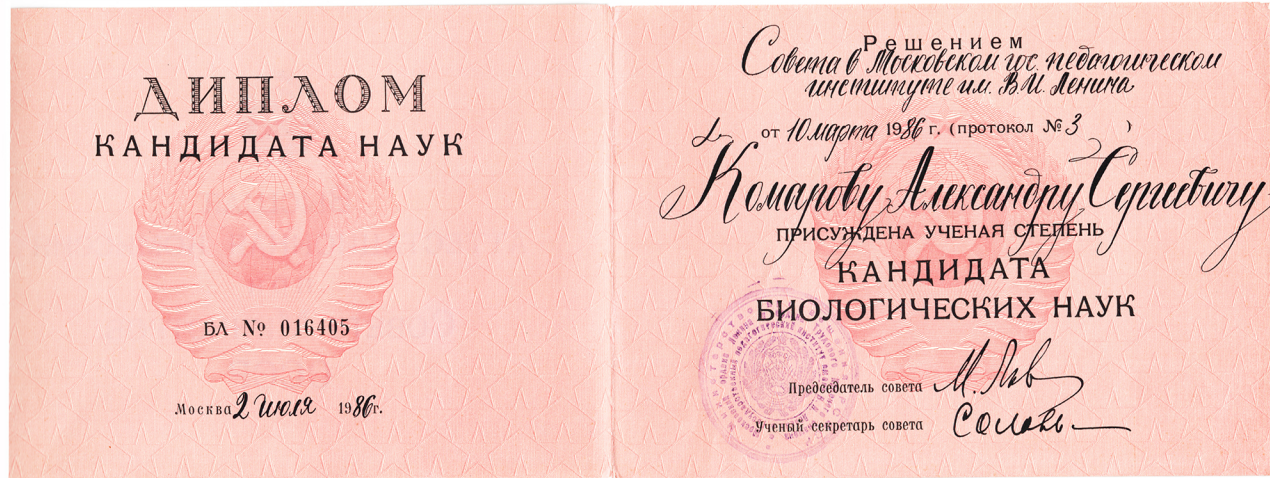 ДИПЛОМ
КАНДИДАТА НАУК
БЛ № 016405
Москва 2 июля 1986г.
Решением
Совета в Московском гос. педагогическом
институте им. В.И. Ленина
от 10 марта 1986 г. (протокол № 3 )
Комарову Александру Сергеевичу
ПРИСУЖДЕНА УЧЕНАЯ СТЕПЕНЬ
КАНДИДАТА
БИОЛОГИЧЕСКИХ НАУК
Председатель совета
Ученый секретарь совета